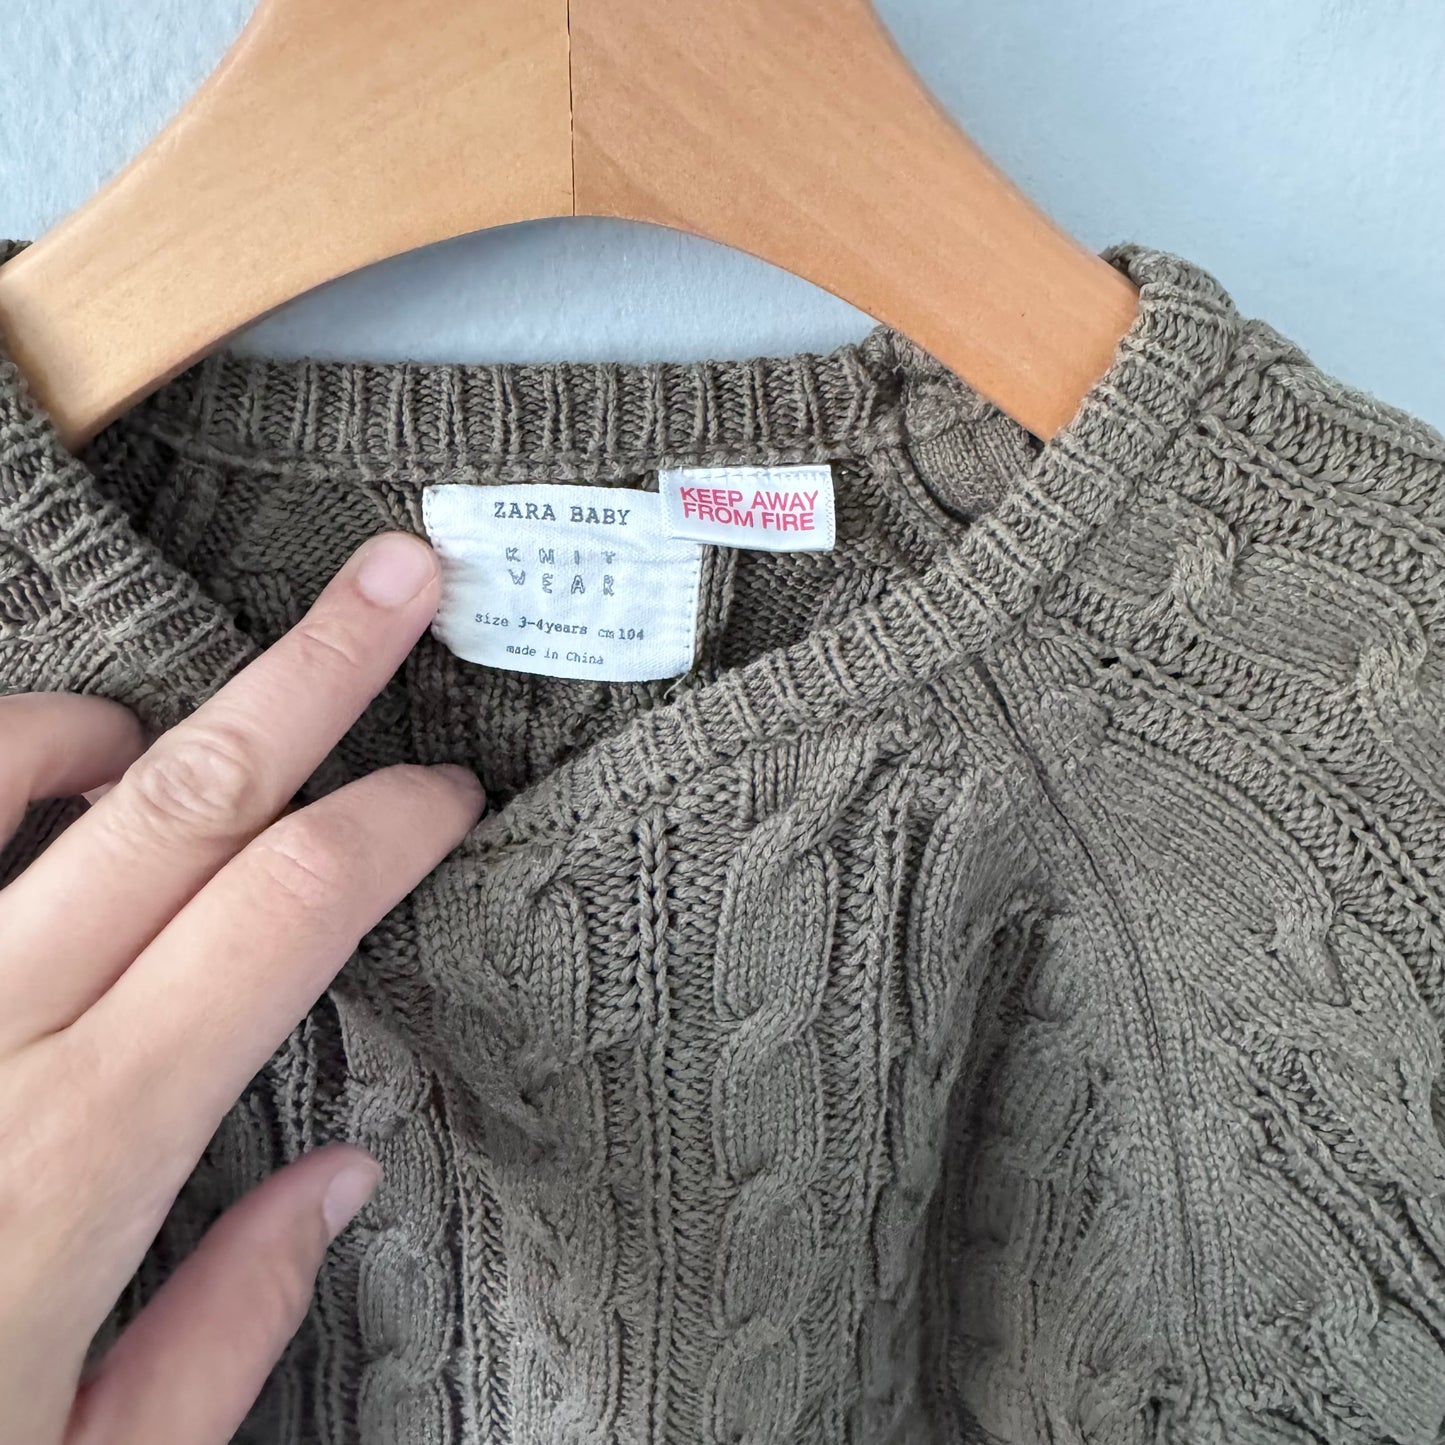 ZARA BABY
KNIT
WEAR
size 3-4years cm 104
made in China
KEEP AWAY
FROM FIRE